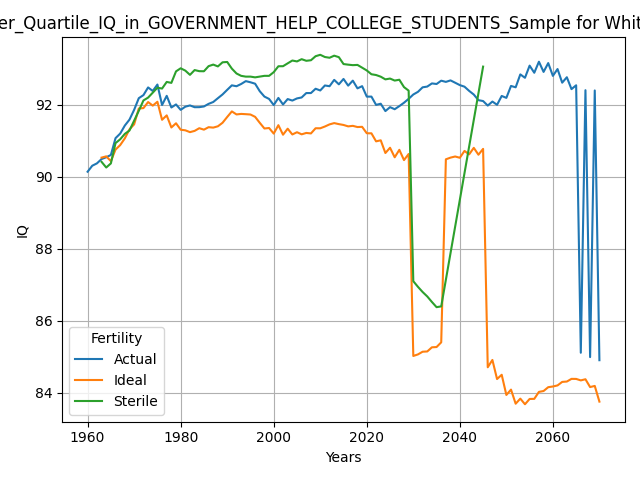 er_Quartile_IQ_in_GOVERNMENT_HELP_COLLEGE_STUDENTS_Sample for Whit
IQ
92
90
88
86
84
Fertility
Actual
Ideal
Sterile
1960 1980 2000 2020 2040 2060
Years